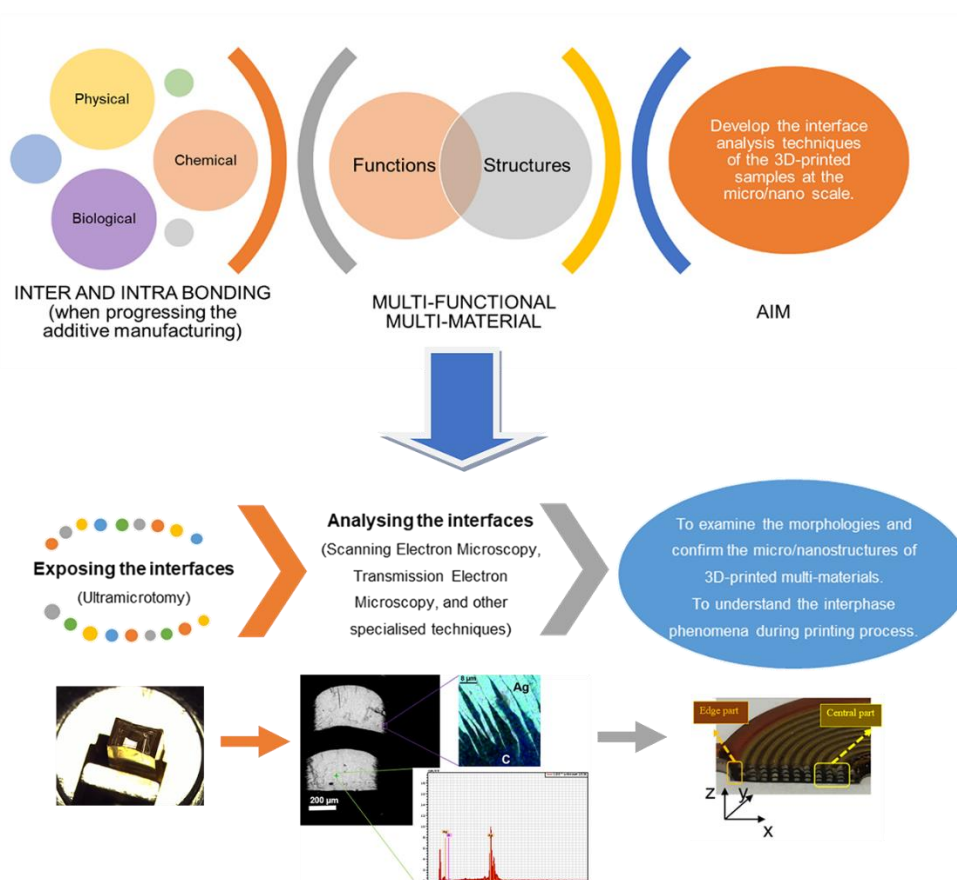 Physical
Chemical
Biological
INTER AND INTRA BONDING
(when progressing the
additive manufacturing)
Functions
Structures
MULTI-FUNCTIONAL
MULTI-MATERIAL
Develop the interface
analysis techniques
of the 3D-printed
samples at the
micro/nano scale.
AIM
Exposing the interfaces
(Ultramicrotomy)
Analysing the interfaces
(Scanning Electron Microscopy,
Transmission Electron
Microscopy, and other
specialised techniques)
To examine the morphologies and
confirm the micro/nanostructures of
3D-printed multi-materials.
To understand the interphase
phenomena during printing process.
200 µm
8 µm
Ag
C
Edge part
Central part
z
y
x